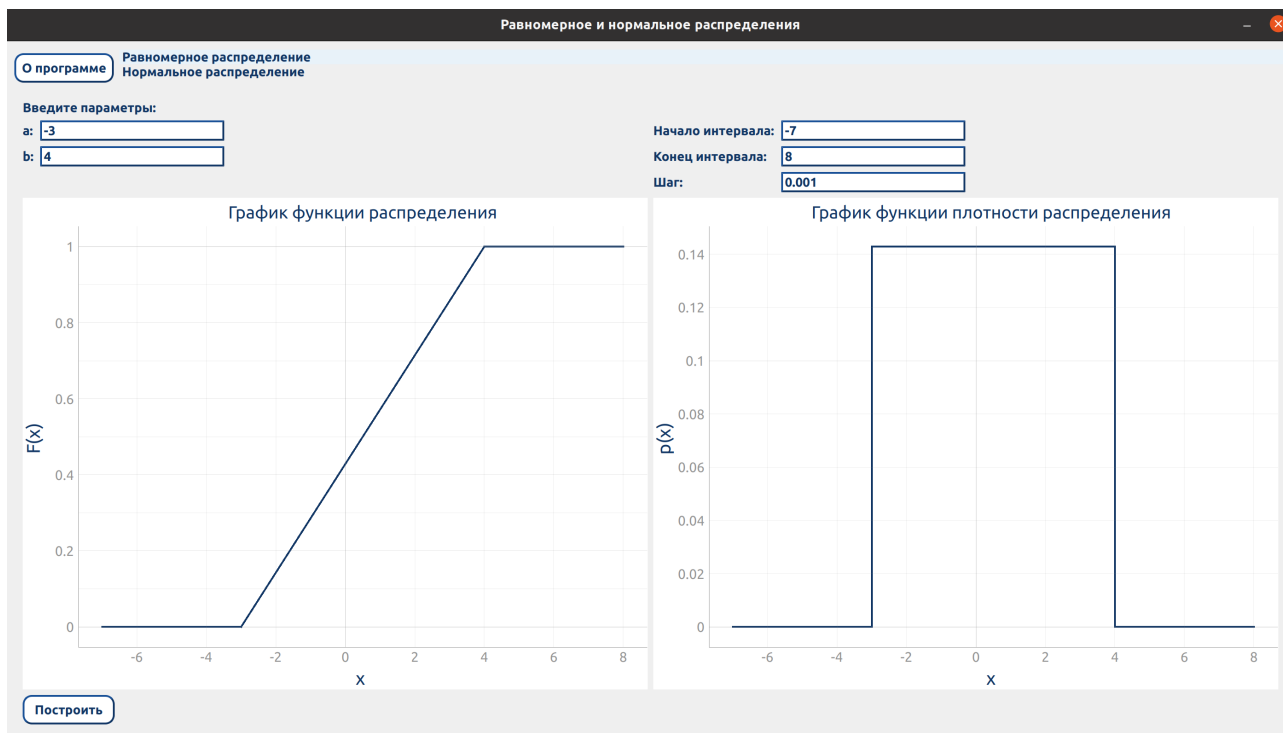 Равномерное и нормальное распределения
О программе
Равномерное распределение
Нормальное распределение
Введите параметры:
a: -3
b: 4
Начало интервала: -7
Конец интервала: 8
Шаг: 0.001
График функции распределения
1
0.8
0.6
0.4
0.2
0
F(x)
-6 -4 -2 0 2 4 6 8
x
График функции плотности распределения
0.14
0.12
0.1
0.08
0.06
0.04
0.02
0
p(x)
-6 -4 -2 0 2 4 6 8
x
Построить